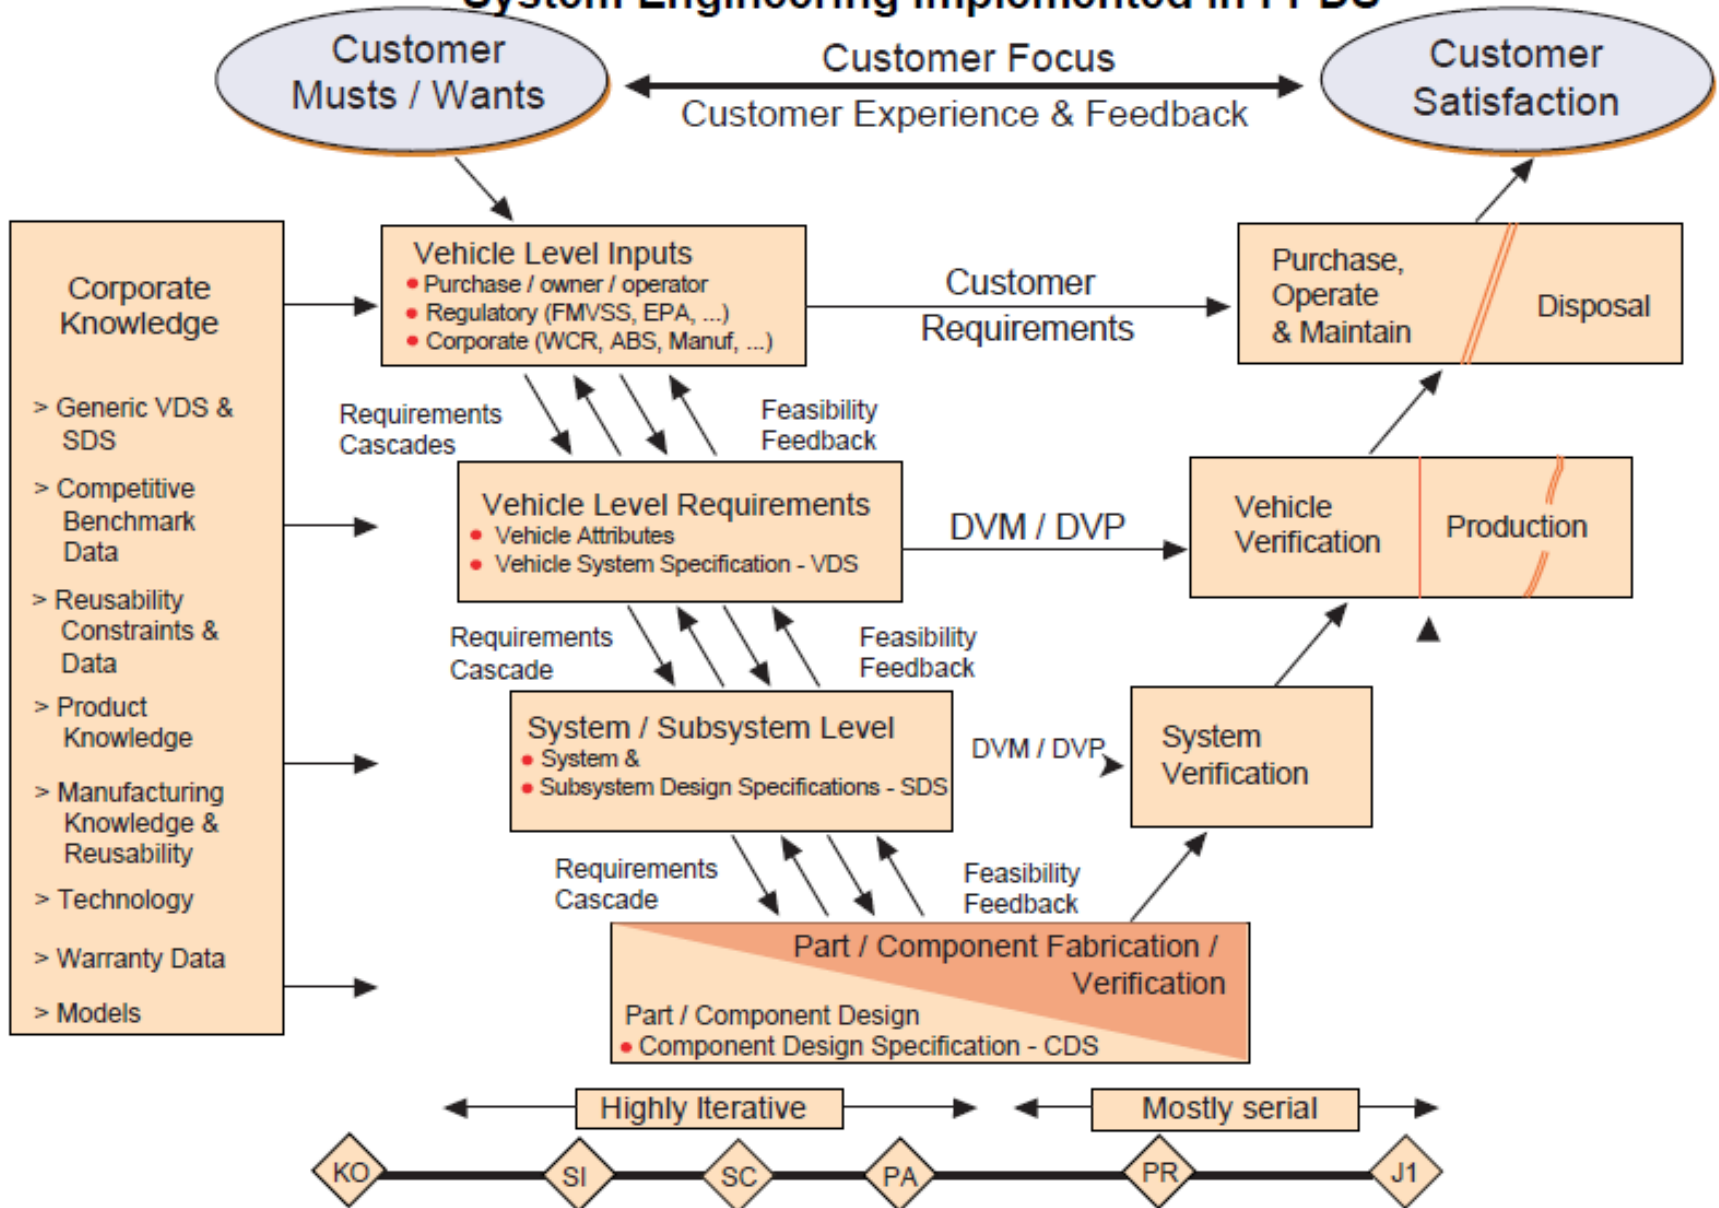 System Engineering Implemented in FPDS
Customer
Musts / Wants
Customer Focus
Customer Experience & Feedback
Customer
Satisfaction
Corporate
Knowledge
> Generic VDS &
SDS
> Competitive
Benchmark
Data
> Reusability
Constraints &
Data
> Product
Knowledge
> Manufacturing
Knowledge &
Reusability
> Technology
> Warranty Data
> Models
Vehicle Level Inputs
• Purchase / owner / operator
• Regulatory (FMVSS, EPA, ...)
• Corporate (WCR, ABS, Manuf, ...)
Customer
Requirements
Purchase,
Operate
& Maintain
Disposal
Requirements
Cascades
Feasibility
Feedback
Vehicle Level Requirements
• Vehicle Attributes
• Vehicle System Specification - VDS
DVM / DVP
Vehicle
Verification
Production
Requirements
Cascade
Feasibility
Feedback
System / Subsystem Level
• System &
• Subsystem Design Specifications - SDS
DVM / DVP
System
Verification
Requirements
Cascade
Feasibility
Feedback
Part / Component Fabrication /
Verification
Part / Component Design
• Component Design Specification - CDS
Highly Iterative
Mostly serial
KO
SI
SC
PA
PR
J1